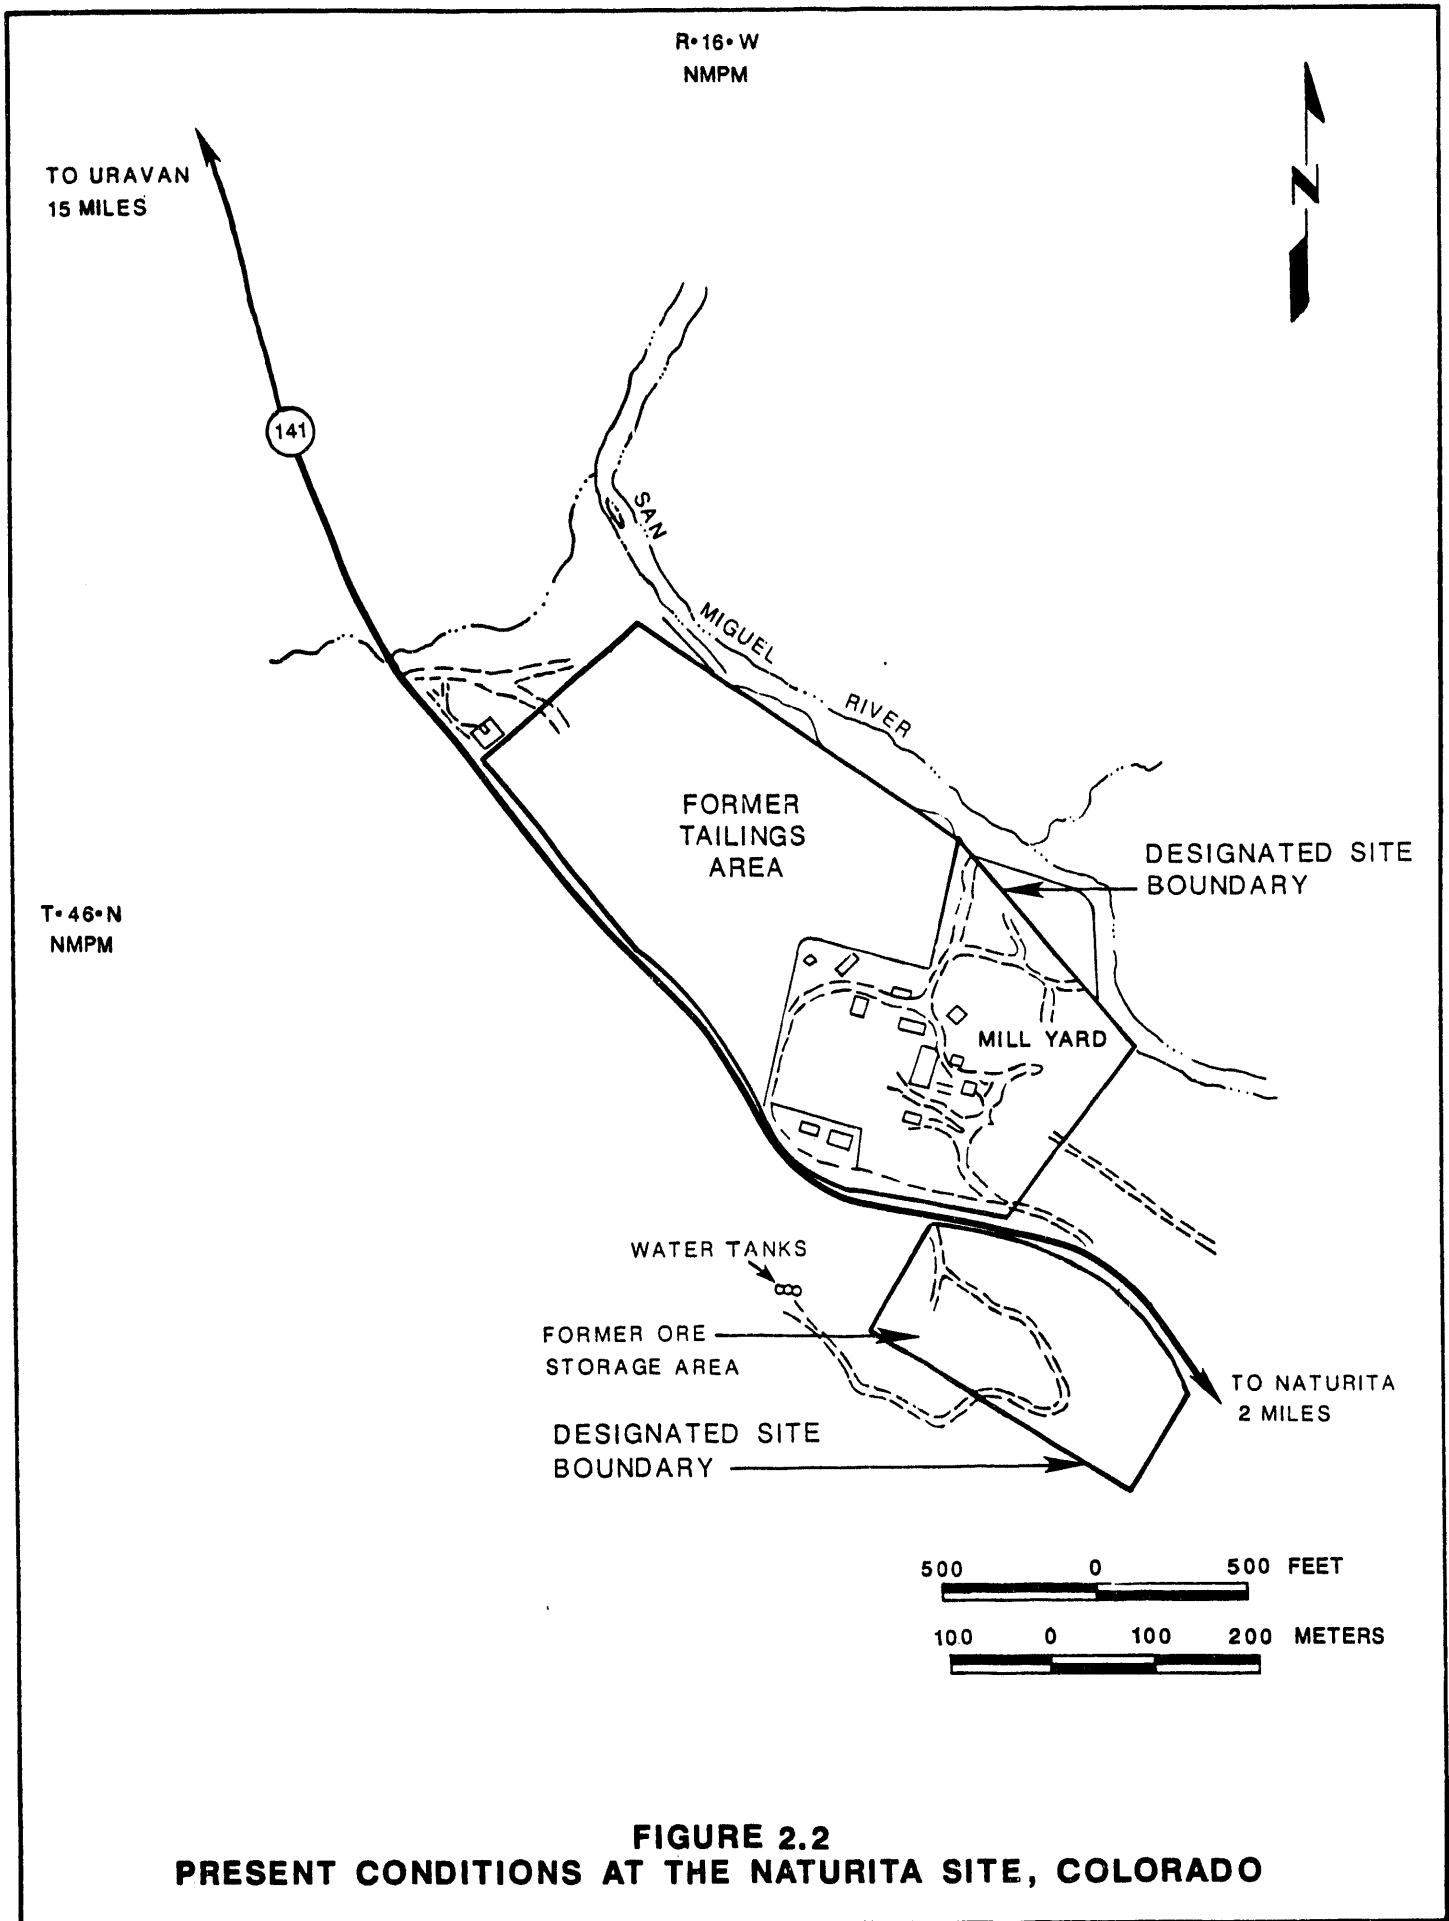 R•16•W
NMPM
N
TO URAVAN
15 MILES
141
SAN
MIGUEL
RIVER
FORMER
TAILINGS
AREA
DESIGNATED SITE
BOUNDARY
T•46•N
NMPM
MILL YARD
WATER TANKS
FORMER ORE
STORAGE AREA
TO NATURITA
2 MILES
DESIGNATED SITE
BOUNDARY
500 0 500 FEET
100 0 100 200 METERS
FIGURE 2.2
PRESENT CONDITIONS AT THE NATURITA SITE, COLORADO